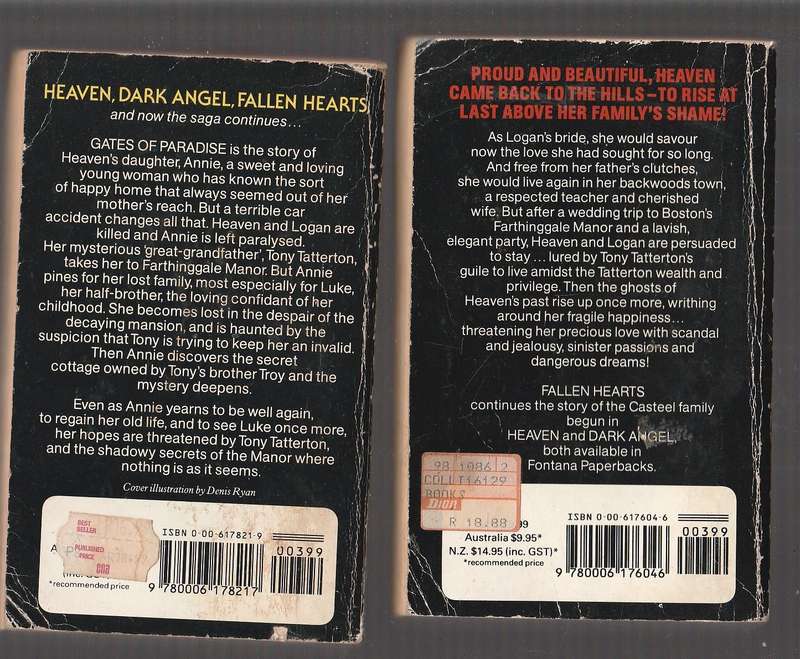 HEAVEN, DARK ANGEL, FALLEN HEARTS
and now the saga continues...
GATES OF PARADISE is the story of
Heaven's daughter, Annie, a sweet and loving
young woman who has known the sort
of happy home that always seemed out of her
mother's reach. But a terrible car
accident changes all that. Heaven and Logan are
killed and Annie is left paralysed.
Her mysterious 'great-grandfather', Tony Tatterton,
takes her to Farthinggale Manor. But Annie
pines for her lost family, most especially for Luke,
her half-brother, the loving confidant of her
childhood. She becomes lost in the despair of the
decaying mansion, and is haunted by the
suspicion that Tony is trying to keep her an invalid.
Then Annie discovers the secret
cottage owned by Tony's brother Troy and the
mystery deepens.
Even as Annie yearns to be well again,
to regain her old life, and to see Luke once more,
her hopes are threatened by Tony Tatterton,
and the shadowy secrets of the Manor where
nothing is as it seems.
Cover illustration by Denis Ryan
BEST
SELLER
PUBLISHED
PRICE
*recommended price
ISBN 0-00-617821-9
00399
9 780006 178217
PROUD AND BEAUTIFUL, HEAVEN
CAME BACK TO THE HILLS–TO RISE AT
LAST ABOVE HER FAMILY'S SHAME!
As Logan's bride, she would savour
now the love she had sought for so long.
And free from her father's clutches,
she would live again in her backwoods town,
a respected teacher and cherished
wife. But after a wedding trip to Boston's
Farthinggale Manor and a lavish,
elegant party, Heaven and Logan are persuaded
to stay... lured by Tony Tatterton's
guile to live amidst the Tatterton wealth and
privilege. Then the ghosts of
Heaven's past rise up once more, writhing
around her fragile happiness...
threatening her precious love with scandal
and jealousy, sinister passions and
dangerous dreams!
FALLEN HEARTS
continues the story of the Casteel family
begun in
HEAVEN and DARK ANGEL,
both available in
Fontana Paperbacks.
98 1086 2
COLLI16129
BOOKS
Dion
R 18.88
99
Australia $9.95*
N.Z. $14.95 (inc. GST)*
*recommended price
ISBN 0-00-617604-6
00399
9 780006 176046